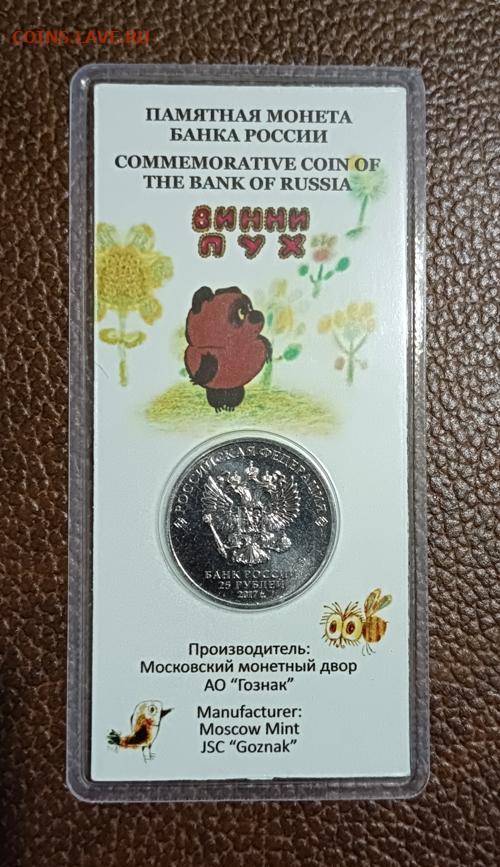 COINS.LAVE.RU
ПАМЯТНАЯ МОНЕТА
БАНКА РОССИИ
COMMEMORATIVE COIN OF
THE BANK OF RUSSIA
ВИННИ
ПУХ
РОССИЙСКАЯ ФЕДЕРАЦИЯ
БАНК РОССИИ
25 РУБЛЕЙ
2017 г.
Производитель:
Московский монетный двор
АО "Гознак"
Manufacturer:
Moscow Mint
JSC "Goznak"